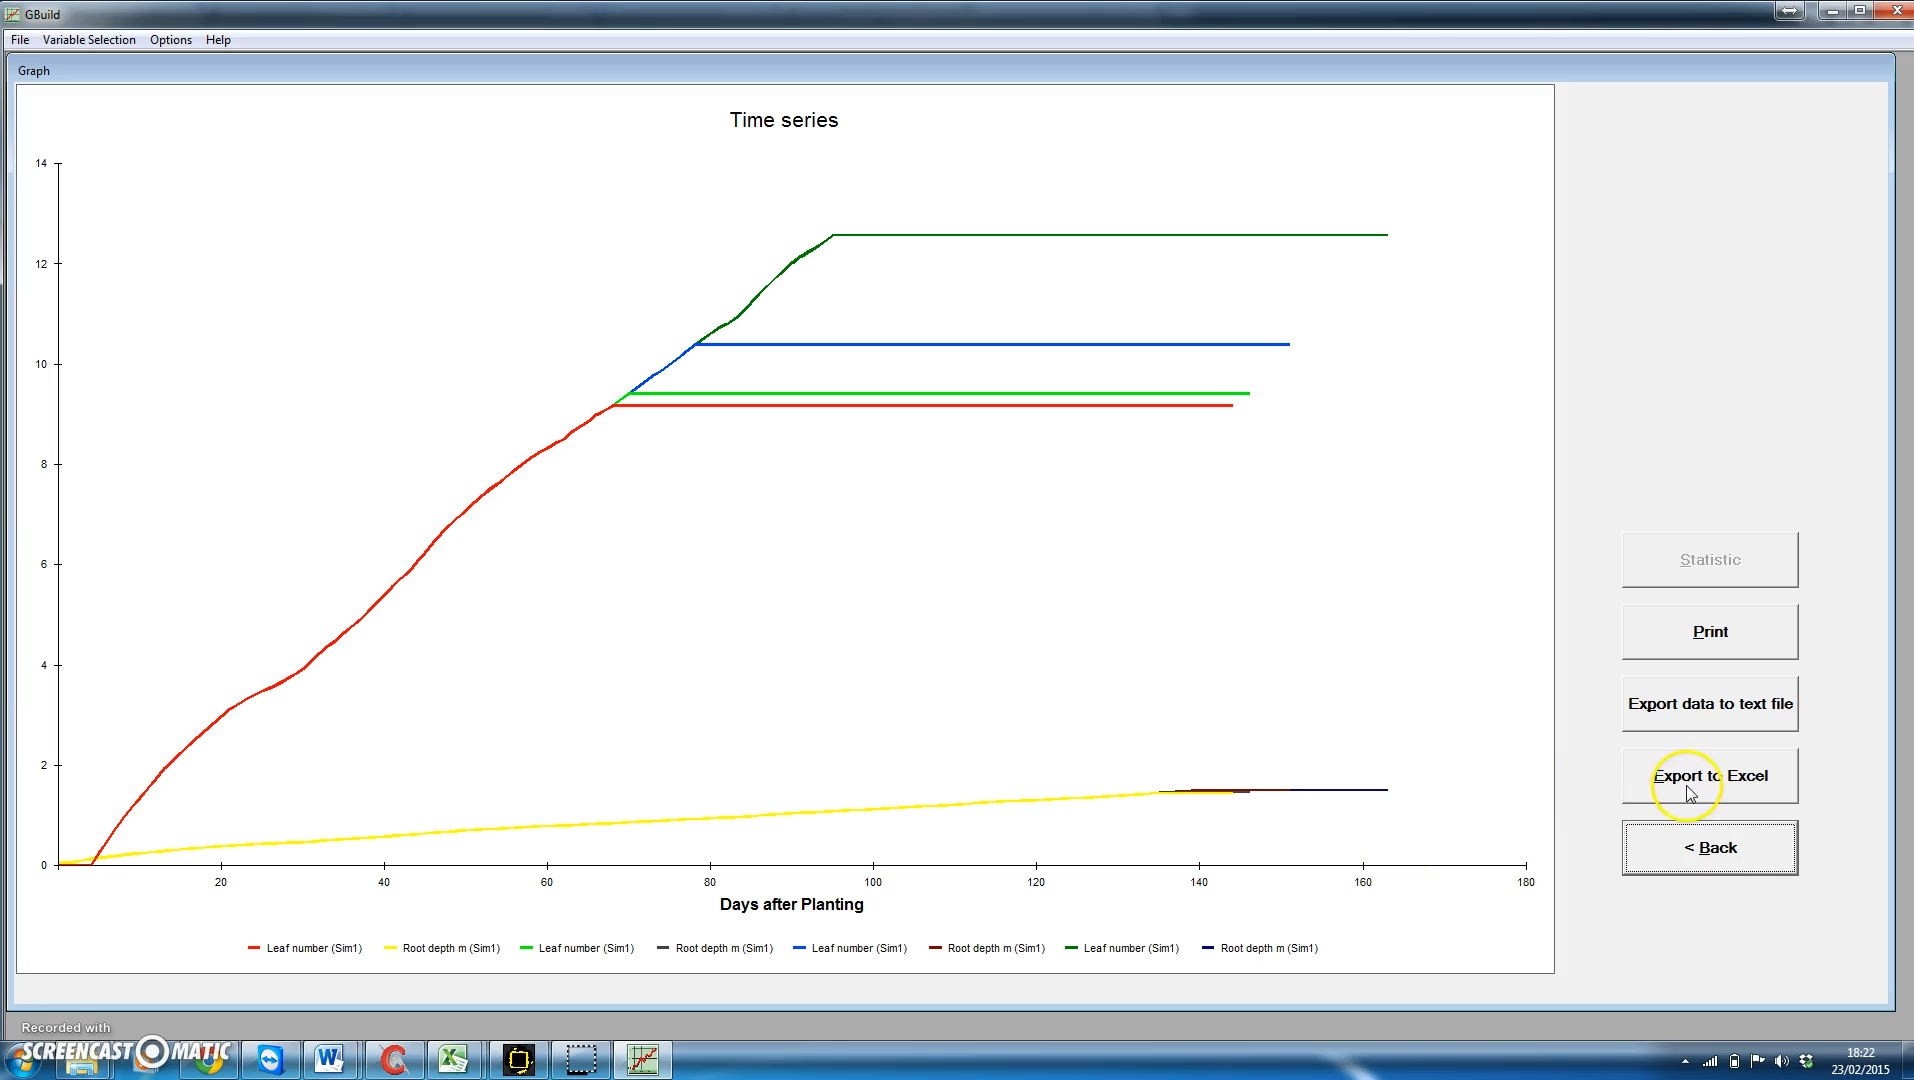 GBuild
File Variable Selection Options Help
Graph
Time series
14
12
10
8
6
4
2
0
20 40 60 80 100 120 140 160 180
Days after Planting
Leaf number (Sim1) Root depth m (Sim1) Leaf number (Sim1) Root depth m (Sim1) Leaf number (Sim1) Root depth m (Sim1) Leaf number (Sim1) Root depth m (Sim1)
Statistic
Print
Export data to text file
Export to Excel
< Back
Recorded with
SCREENCAST MATIC
18:22
23/02/2015